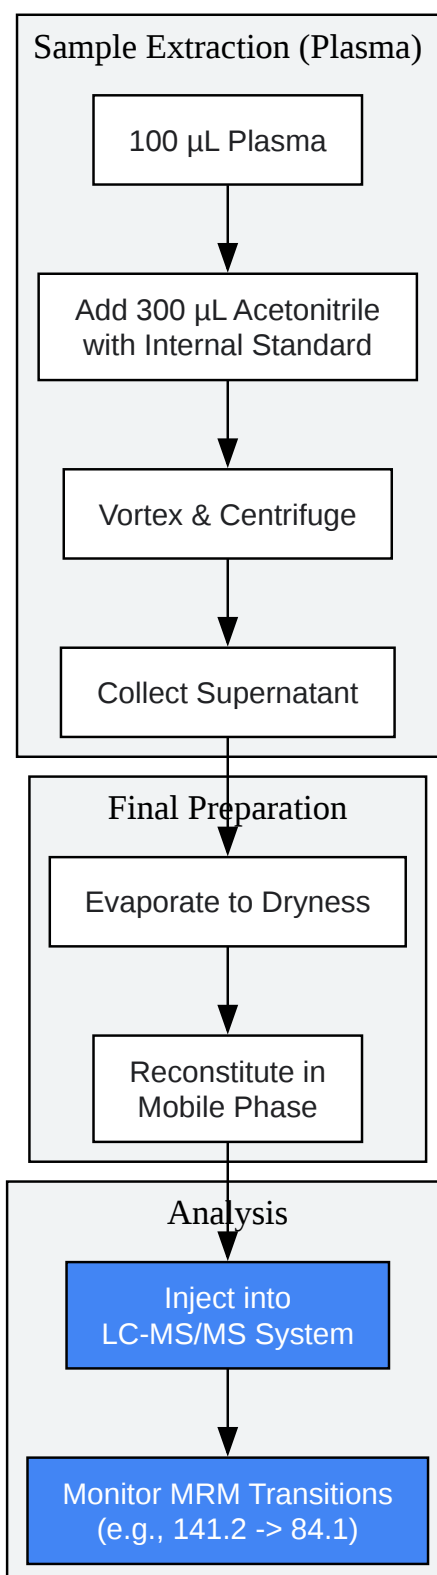 Sample Extraction (Plasma)
100 µL Plasma
Add 300 µL Acetonitrile
with Internal Standard
Vortex & Centrifuge
Collect Supernatant
Final Preparation
Evaporate to Dryness
Reconstitute in
Mobile Phase
Analysis
Inject into
LC-MS/MS System
Monitor MRM Transitions
(e.g., 141.2 -> 84.1)